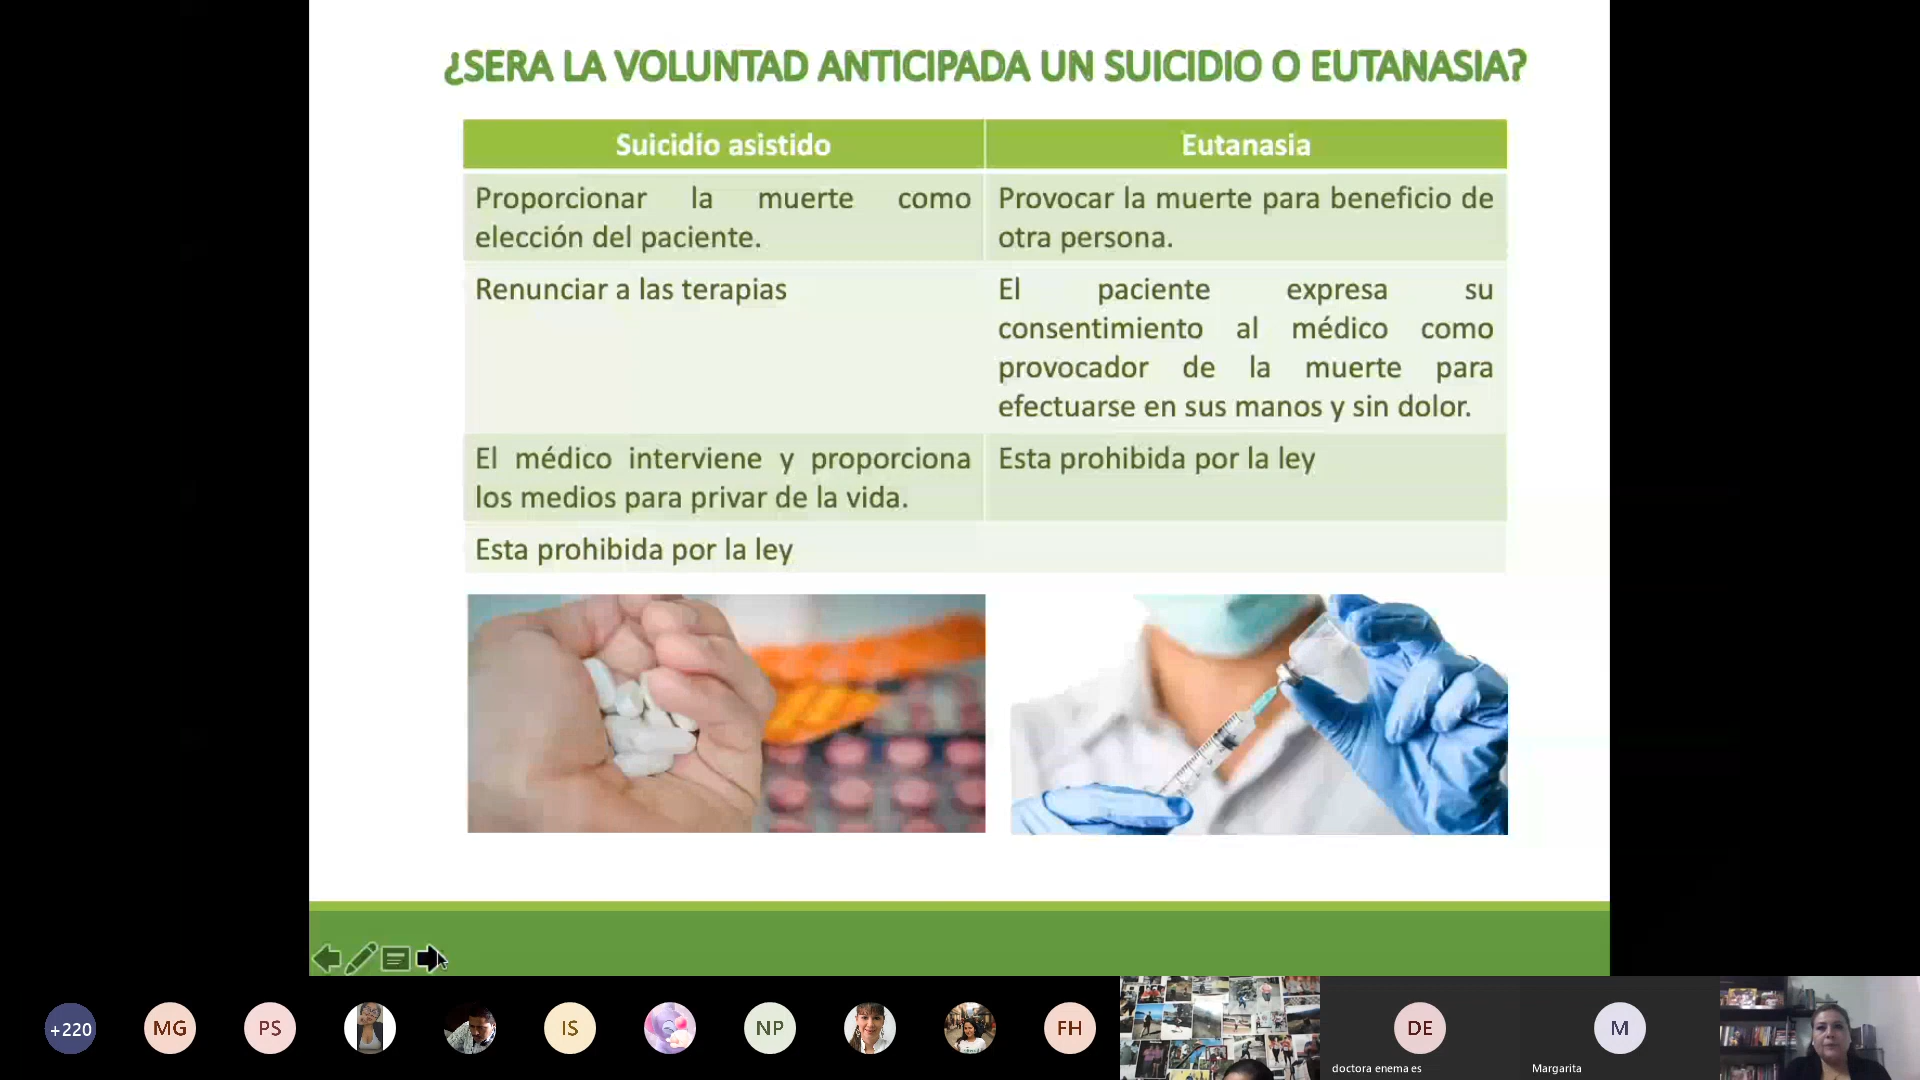 ¿SERA LA VOLUNTAD ANTICIPADA UN SUICIDIO O EUTANASIA?
Suicidio asistido
Eutanasia
Proporcionar la muerte como
elección del paciente.
Provocar la muerte para beneficio de
otra persona.
Renunciar a las terapias
El paciente expresa su
consentimiento al médico como
provocador de la muerte para
efectuarse en sus manos y sin dolor.
El médico interviene y proporciona
los medios para privar de la vida.
Esta prohibida por la ley
Esta prohibida por la ley
+220
MG
PS
IS
NP
FH
DE
doctora enema es
M
Margarita